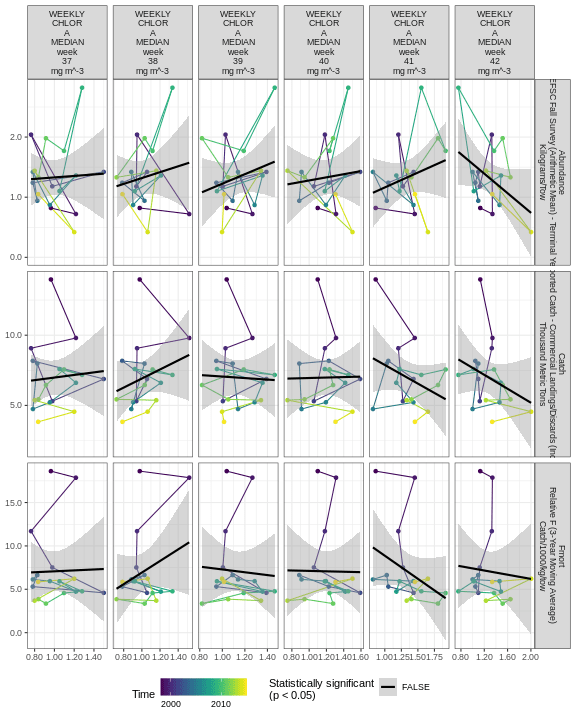 WEEKLY
CHLOR
A
MEDIAN
week
37
mg m^-3
WEEKLY
CHLOR
A
MEDIAN
week
38
mg m^-3
WEEKLY
CHLOR
A
MEDIAN
week
39
mg m^-3
WEEKLY
CHLOR
A
MEDIAN
week
40
mg m^-3
WEEKLY
CHLOR
A
MEDIAN
week
41
mg m^-3
WEEKLY
CHLOR
A
MEDIAN
week
42
mg m^-3
2.0
1.0
0.0
Abundance
EFSC Fall Survey (Arithmetic Mean) - Terminal Ye
Kilograms/Tow
10.0
5.0
Catch
orted Catch - Commercial Landings/Discards (Inc
Thousand Metric Tons
15.0
10.0
5.0
0.0
Fmort
Relative F (3-Year Moving Average)
Catch/1000/kg/tow
0.80 1.00 1.20 1.40
0.80 1.00 1.20 1.40
0.80 1.00 1.20 1.40
0.80 1.00 1.20 1.40 1.60
1.00 1.25 1.50 1.75
0.80 1.20 1.60 2.00
Time
2000 2010
Statistically significant
(p < 0.05)
FALSE